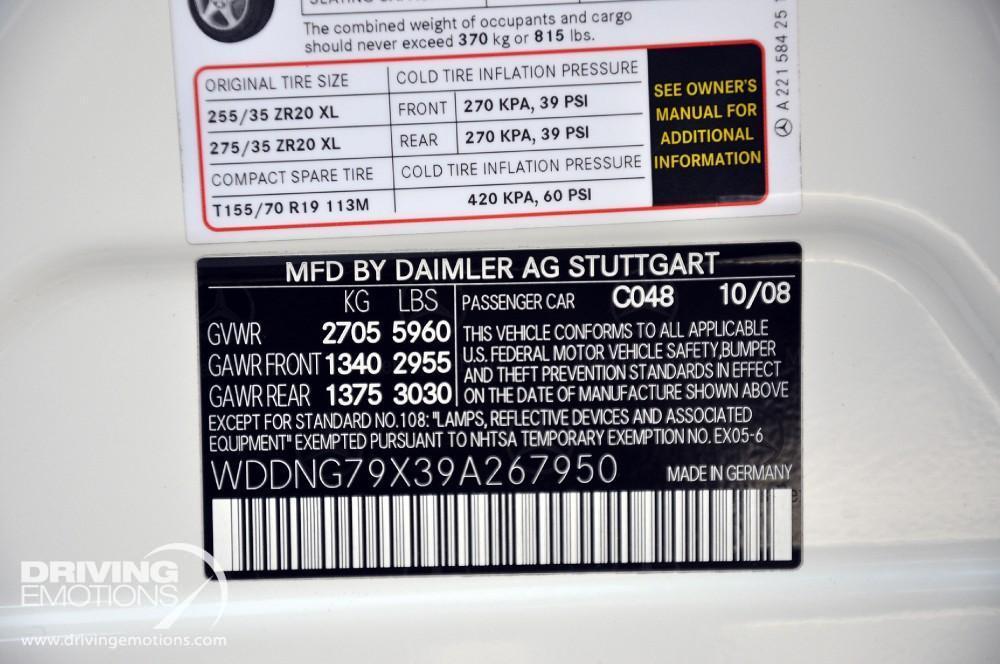 The combined weight of occupants and cargo
should never exceed 370 kg or 815 lbs.
ORIGINAL TIRE SIZE
COLD TIRE INFLATION PRESSURE
255/35 ZR20 XL
FRONT
270 KPA, 39 PSI
275/35 ZR20 XL
REAR
270 KPA, 39 PSI
COMPACT SPARE TIRE
COLD TIRE INFLATION PRESSURE
T155/70 R19 113M
420 KPA, 60 PSI
SEE OWNER'S
MANUAL FOR
ADDITIONAL
INFORMATION
A 221 584 25
MFD BY DAIMLER AG STUTTGART
KG LBS
GVWR 2705 5960
GAWR FRONT 1340 2955
GAWR REAR 1375 3030
PASSENGER CAR C048 10/08
THIS VEHICLE CONFORMS TO ALL APPLICABLE
U.S. FEDERAL MOTOR VEHICLE SAFETY,BUMPER
AND THEFT PREVENTION STANDARDS IN EFFECT
ON THE DATE OF MANUFACTURE SHOWN ABOVE
EXCEPT FOR STANDARD NO.108: "LAMPS, REFLECTIVE DEVICES AND ASSOCIATED
EQUIPMENT" EXEMPTED PURSUANT TO NHTSA TEMPORARY EXEMPTION NO. EX05-6
WDDNG79X39A267950
MADE IN GERMANY
DRIVING
EMOTIONS
www.drivingemotions.com